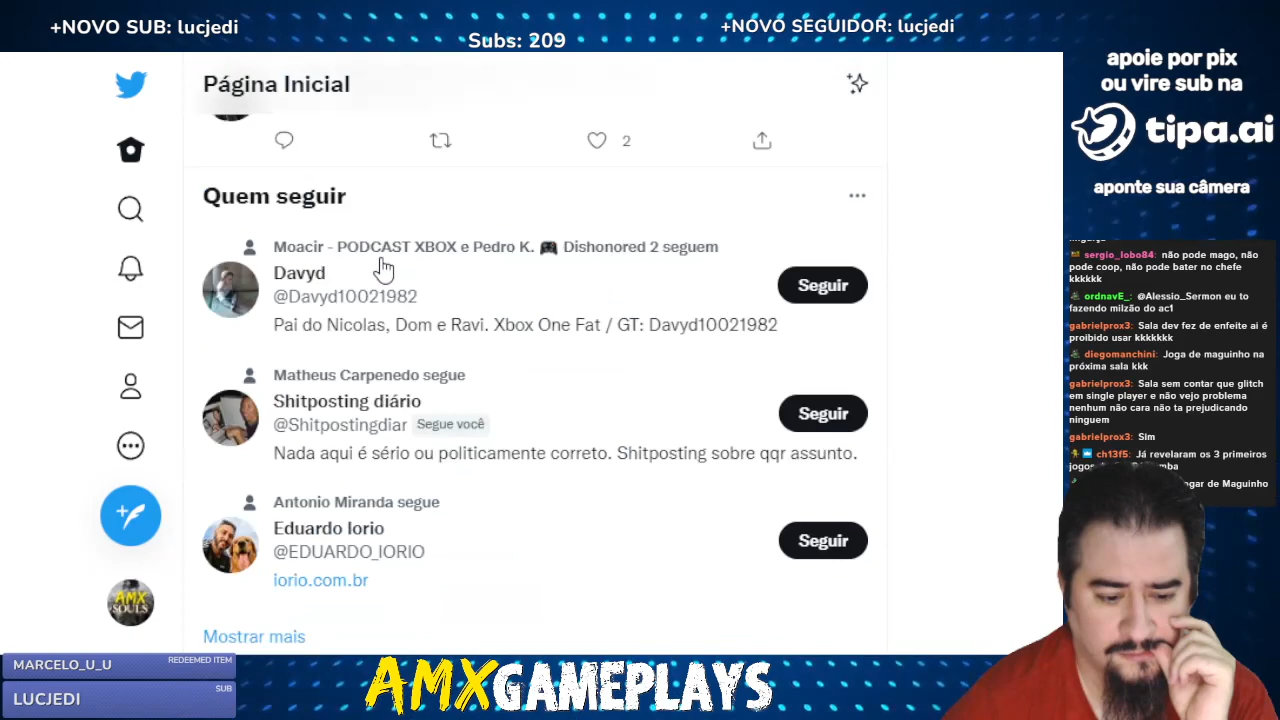 +NOVO SUB: lucjedi
Subs: 209
+NOVO SEGUIDOR: lucjedi
Página Inicial
2
Quem seguir
Moacir - PODCAST XBOX e Pedro K. 🎮 Dishonored 2 seguem
Davyd
@Davyd10021982
Seguir
Pai do Nicolas, Dom e Ravi. Xbox One Fat / GT: Davyd10021982
Matheus Carpenedo segue
Shitposting diário
@Shitpostingdiar Segue você
Seguir
Nada aqui é sério ou politicamente correto. Shitposting sobre qqr assunto.
Antonio Miranda segue
Eduardo Iorio
@EDUARDO_IORIO
Seguir
iorio.com.br
Mostrar mais
AMX
SOULS
apoie por pix
ou vire sub na
tipa.ai
aponte sua câmera
sergio_lobo84: não pode mago, não
pode coop, não pode bater no chefe
kkkkkk
ordnavE_: @Alessio_Sermon eu to
fazendo milzão do ac1
gabrielprox3: Sala dev fez de enfeite ai é
proibido usar kkkkkkk
diegomanchini: Joga de maguinho na
próxima sala kkk
gabrielprox3: Sala sem contar que glitch
em single player e não vejo problema
nenhum não cara não ta prejudicando
ninguem
gabrielprox3: Sim
ch13f5: Já revelaram os 3 primeiros
jogos
gar de Maguinho
MARCELO_U_U
REDEEMED ITEM
LUCJEDI
SUB
AMXGAMEPLAYS